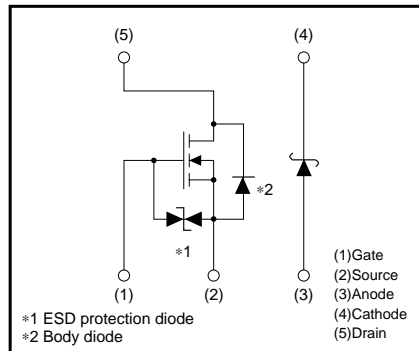 (5) (4)
∗2
∗1
(1) (2) (3)
(1)Gate
(2)Source
(3)Anode
(4)Cathode
(5)Drain
∗1 ESD protection diode
∗2 Body diode